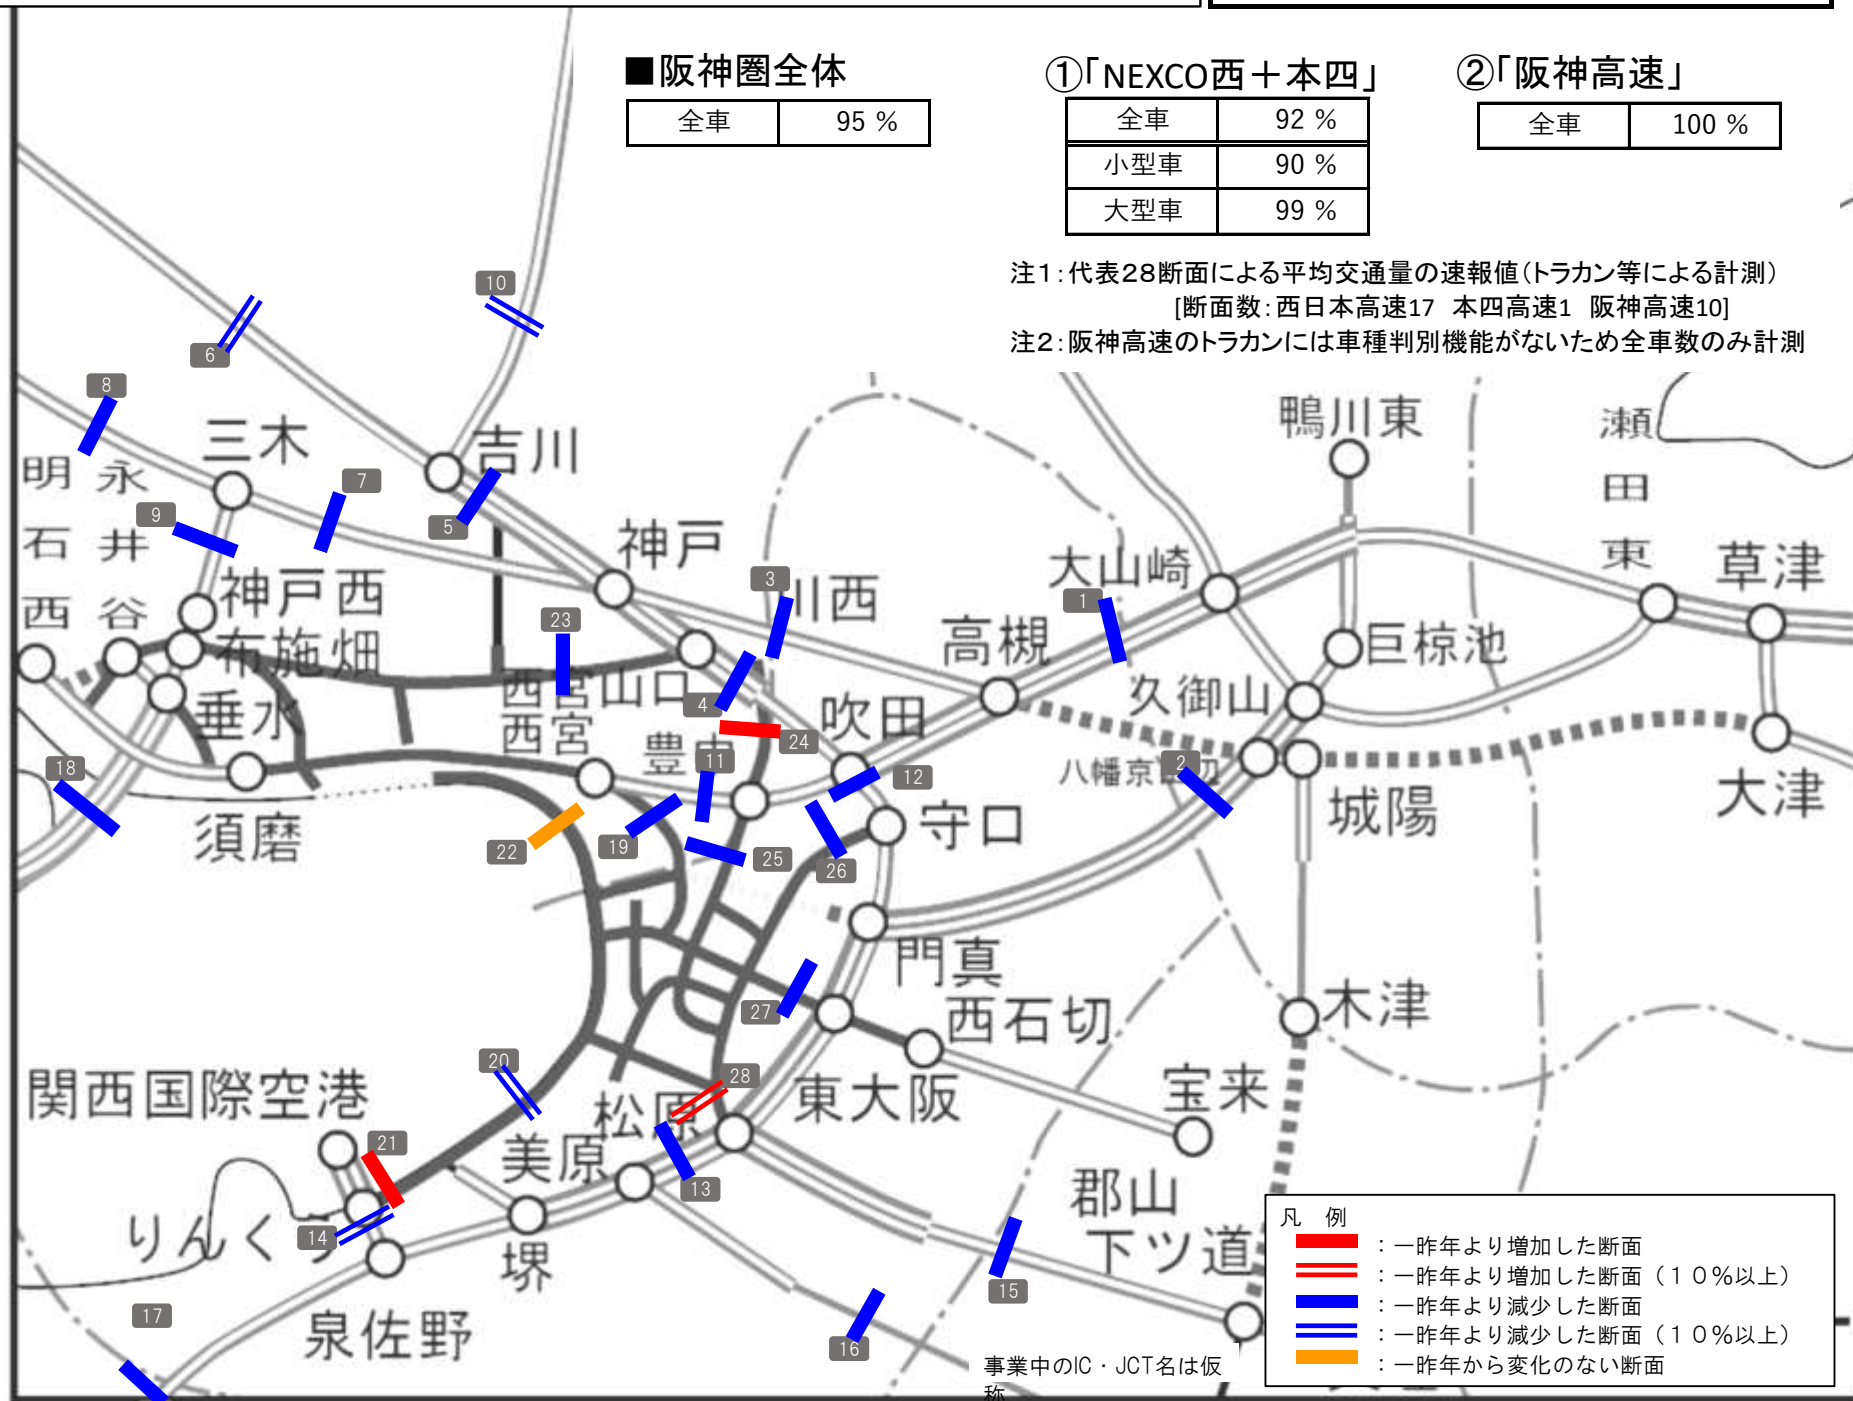 ■阪神圏全体
全車 95 %
①「NEXCO西＋本四」
全車 92 %
小型車 90 %
大型車 99 %
②「阪神高速」
全車 100 %
注１：代表28断面による平均交通量の速報値（トラカン等による計測）
[断面数：西日本高速17 本四高速1 阪神高速10]
注２：阪神高速のトラカンには車種判別機能がないため全車数のみ計測
10
6
8
三木
吉川
鴨川東
瀬田東
明石西
永井谷
7
9
5
神戸
大山崎
草津
神戸西
3
川西
1
23
高槻
巨椋池
布施畑
西宮山口
久御山
4
垂水
西宮
吹田
24
豊中
11
12
八幡京田辺
2
18
大津
城陽
須磨
守口
22
19
25
26
門真
27
西石切
木津
20
28
関西国際空港
松原
東大阪
宝来
21
美原
13
郡山
りんくう
14
下ツ道
堺
15
17
泉佐野
16
事業中のIC・JCT名は仮
称
凡 例
：一昨年より増加した断面
：一昨年より増加した断面（１０％以上）
：一昨年より減少した断面
：一昨年より減少した断面（１０％以上）
：一昨年から変化のない断面